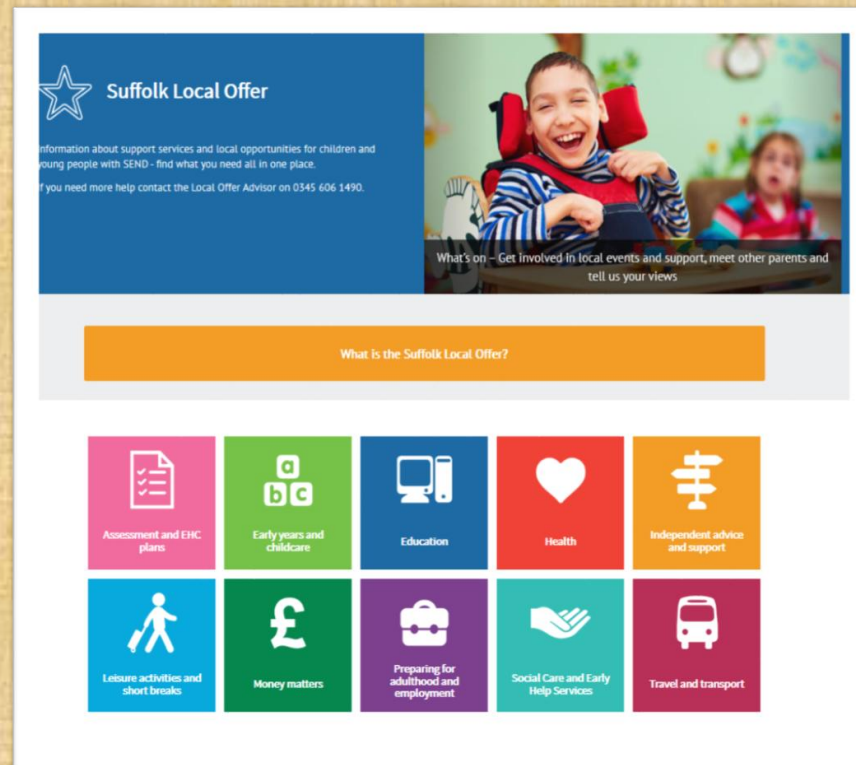 Suffolk Local Offer
nformation about support services and local opportunities for children and
oung people with SEND - find what you need all in one place.
f you need more help contact the Local Offer Advisor on 0345 606 1490.
What's on – Get involved in local events and support, meet other parents and
tell us your views
What is the Suffolk Local Offer?
a
b c
Assessment and EHC
plans
Early years and
childcare
Education
Health
Independent advice
and support
£
Leisure activities and
short breaks
Money matters
Preparing for
adulthood and
employment
Social Care and Early
Help Services
Travel and transport